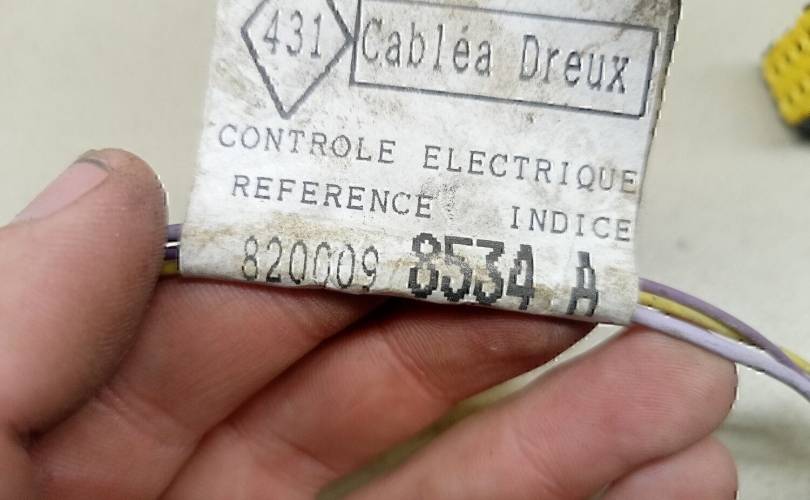 431 Cabléa Dreux
CONTROLE ELECTRIQUE
REFERENCE INDICE
820009 8534 A